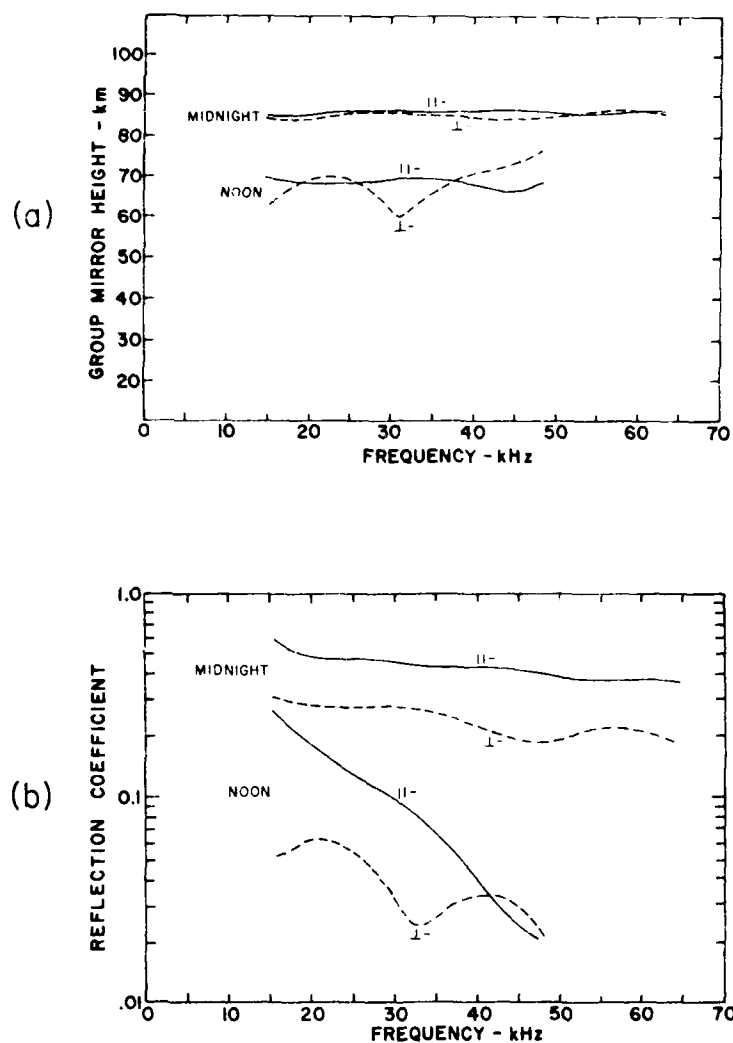 (a)
GROUP MIRROR HEIGHT - km
100
90
80
70
60
50
40
30
20
MIDNIGHT
||-
⊥-
NOON
||-
⊥-
0 10 20 30 40 50 60 70
FREQUENCY - kHz
(b)
REFLECTION COEFFICIENT
1.0
0.1
.01
MIDNIGHT
||-
⊥-
NOON
||-
⊥-
0 10 20 30 40 50 60 70
FREQUENCY - kHz